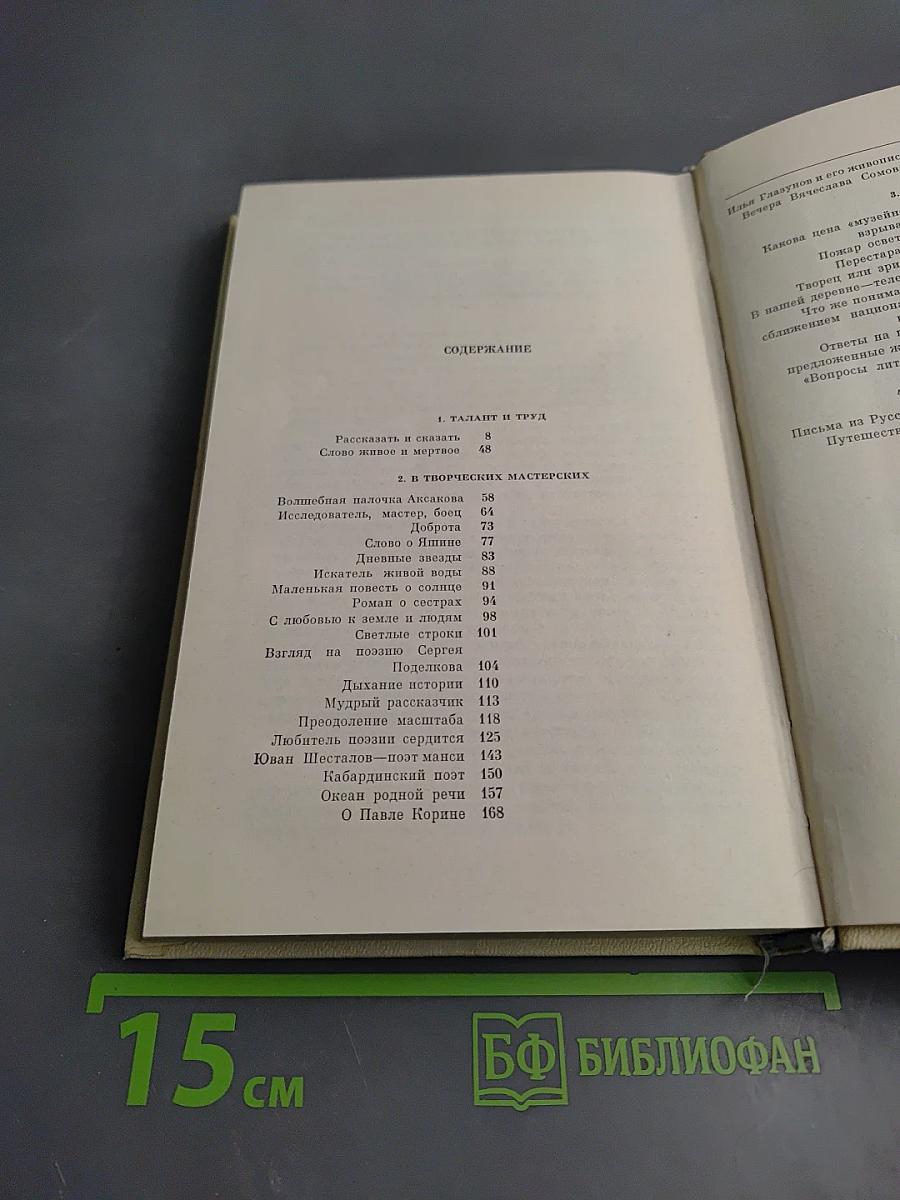 СОДЕРЖАНИЕ
1. ТАЛАНТ И ТРУД
Рассказать и сказать 8
Слово живое и мертвое 48
2. В ТВОРЧЕСКИХ МАСТЕРСКИХ
Волшебная палочка Аксакова 58
Исследователь, мастер, боец 64
Доброта 73
Слово о Яшине 77
Дневные звезды 83
Искатель живой воды 88
Маленькая повесть о солнце 91
Роман о сестрах 94
С любовью к земле и людям 98
Светлые строки 101
Взгляд на поэзию Сергея
Поделкова 104
Дыхание истории 110
Мудрый рассказчик 113
Преодоление масштаба 118
Любитель поэзии сердится 125
Юван Шесталов—поэт манси 143
Кабардинский поэт 150
Океан родной речи 157
О Павле Корине 168
Илья Глазунов и его живопис
Вечера Вячеслава Сомов
3.
Какова цена «музейн
взрыва
Пожар освет
Перестара
Творец или зри
В нашей деревне—теле
Что же понима
сближением национа
Ответы на
предложенные ж
«Вопросы лит
Письма из Русс
Путешеств
15 см
БФ БИБЛИОФАН